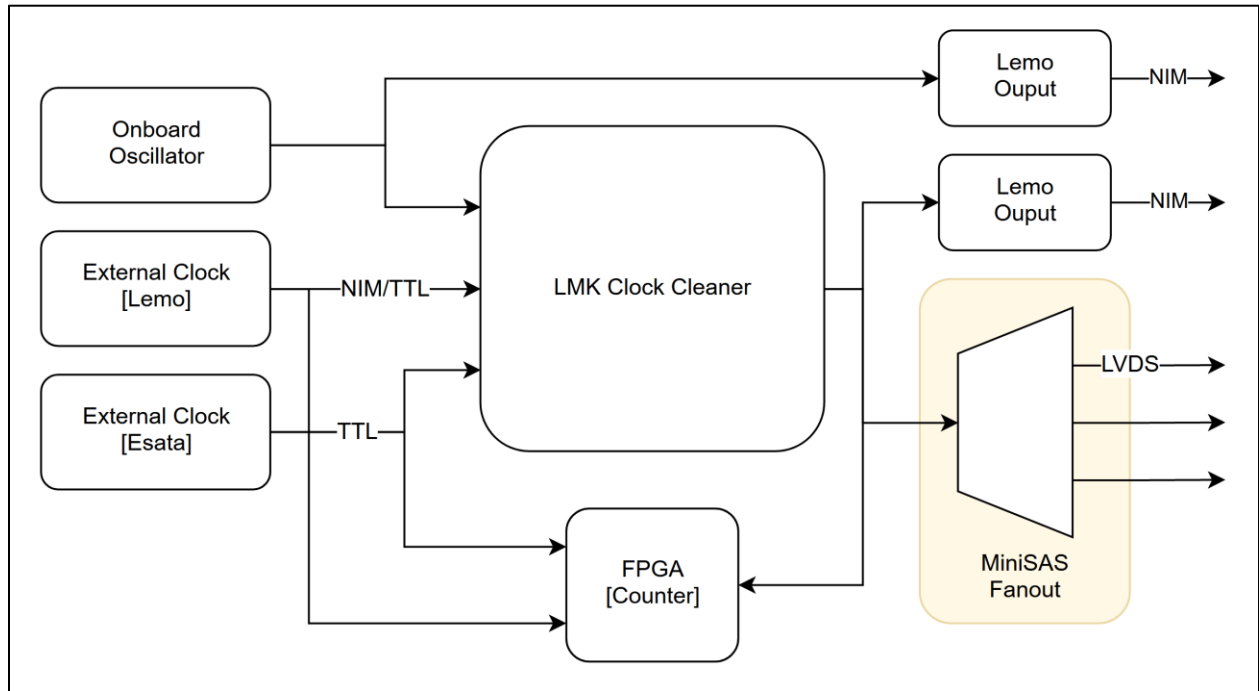 Lemo
Ouput
NIM
Onboard
Oscillator
Lemo
Ouput
NIM
External Clock
[Lemo]
NIM/TTL
LMK Clock Cleaner
LVDS
External Clock
[Esata]
TTL
FPGA
[Counter]
MiniSAS
Fanout